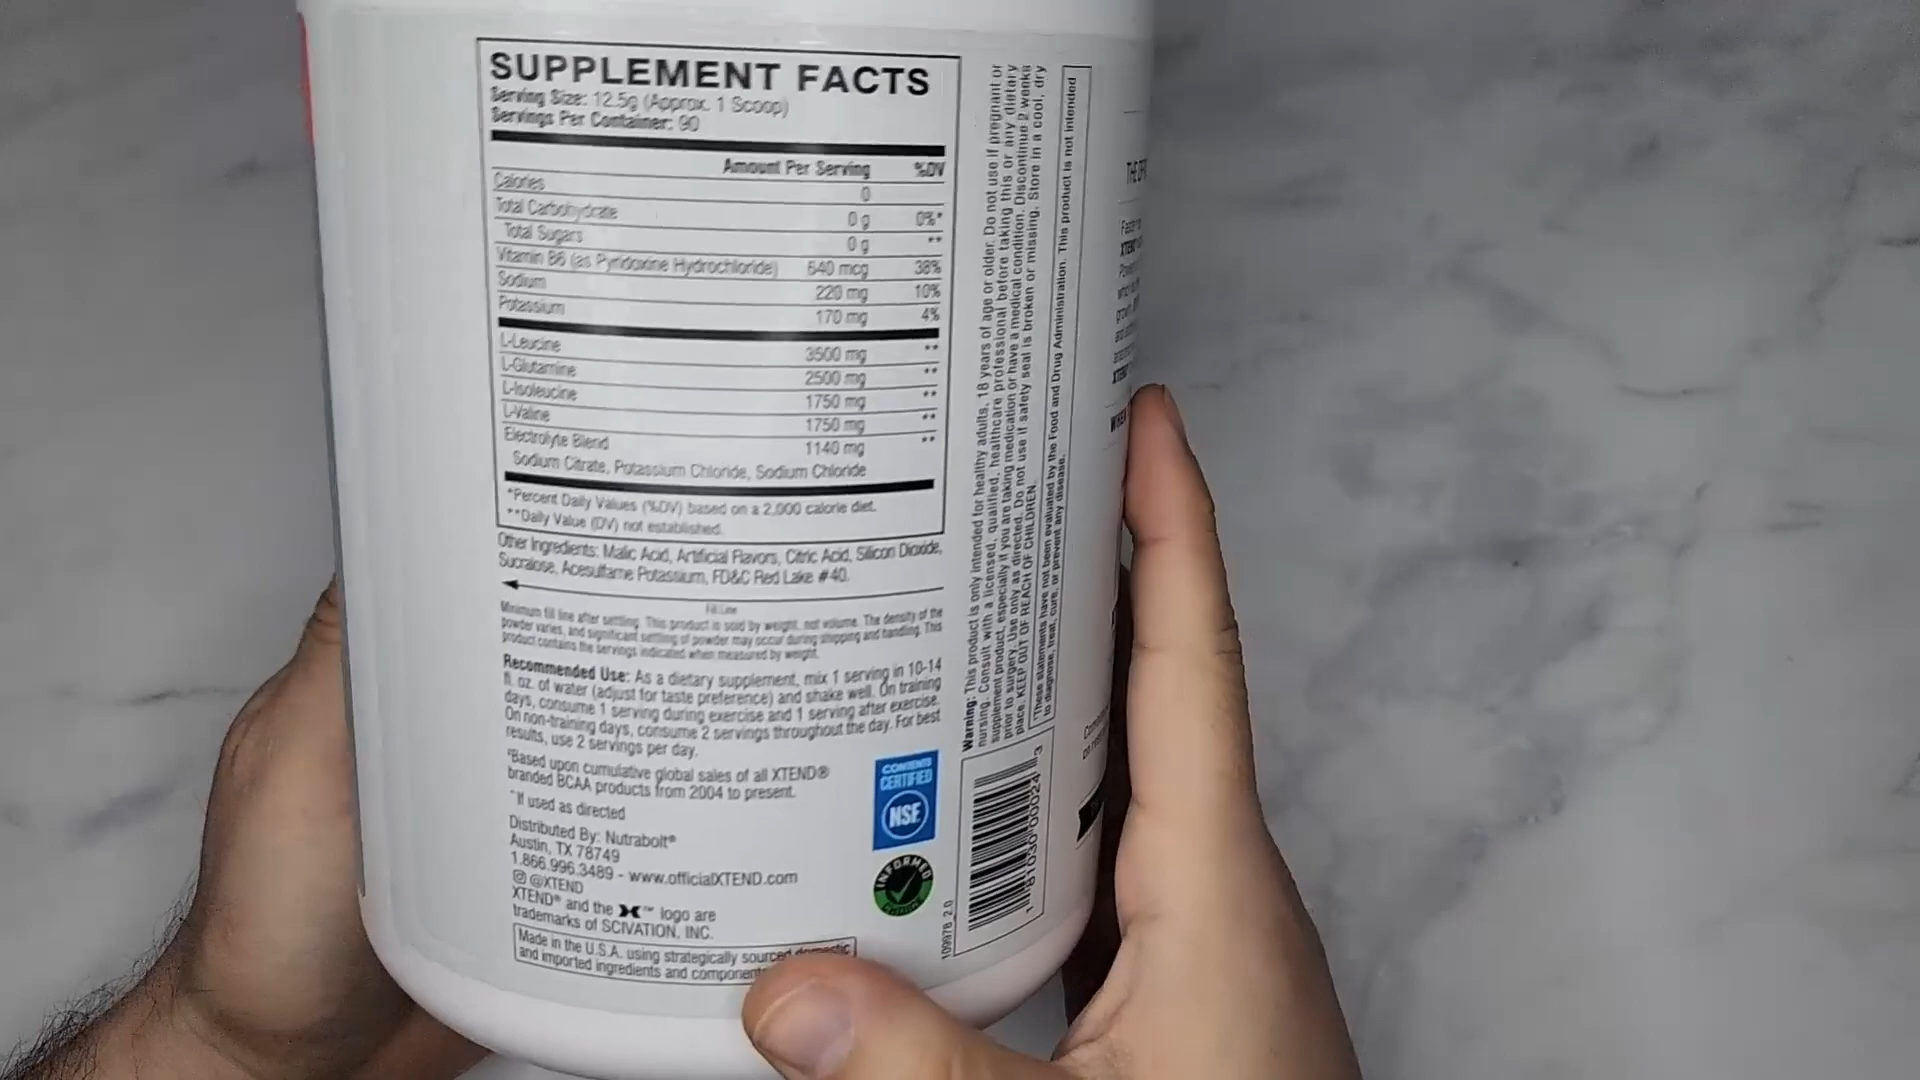 SUPPLEMENT FACTS
Serving Size: 12.5g (Approx. 1 Scoop)
Servings Per Container: 90
Amount Per Serving %DV
Calories 0
Total Carbohydrate 0 g 0%*
Total Sugars 0 g **
Vitamin B6 (as Pyridoxine Hydrochloride) 640 mcg 38%
Sodium 220 mg 10%
Potassium 170 mg 4%
L-Leucine 3500 mg **
L-Glutamine 2500 mg **
L-Isoleucine 1750 mg **
L-Valine 1750 mg **
Electrolyte Blend 1140 mg **
Sodium Citrate, Potassium Chloride, Sodium Chloride
*Percent Daily Values (%DV) based on a 2,000 calorie diet.
**Daily Value (DV) not established.
Other Ingredients: Malic Acid, Artificial Flavors, Citric Acid, Silicon Dioxide,
Sucralose, Acesulfame Potassium, FD&C Red Lake #40.
Fill Line
Minimum fill line after settling. This product is sold by weight, not volume. The density of the
powder varies, and significant settling of powder may occur during shipping and handling. This
product contains the servings indicated when measured by weight.
Recommended Use: As a dietary supplement, mix 1 serving in 10-14
fl. oz. of water (adjust for taste preference) and shake well. On training
days, consume 1 serving during exercise and 1 serving after exercise.
On non-training days, consume 2 servings throughout the day. For best
results, use 2 servings per day.
Based upon cumulative global sales of all XTEND®
branded BCAA products from 2004 to present.
^If used as directed
Distributed By: Nutrabolt®
Austin, TX 78749
1.866.996.3489 - www.officialXTEND.com
@XTEND
XTEND® and the ™ logo are
trademarks of SCIVATION, INC.
Made in the U.S.A. using strategically sourced domestic
and imported ingredients and component
CONTENTS
CERTIFIED
NSF
INFORMED
CHOICE
Warning: This product is only intended for healthy adults, 18 years of age or older. Do not use if pregnant or
nursing. Consult with a licensed, qualified, healthcare professional before taking this or any dietary
supplement product, especially if you are taking medication or have a medical condition. Discontinue 2 weeks
prior to surgery. Use only as directed. Do not use if safety seal is broken or missing. Store in a cool, dry
place. KEEP OUT OF REACH OF CHILDREN.
These statements have not been evaluated by the Food and Drug Administration. This product is not intended
to diagnose, treat, cure, or prevent any disease.
1 81030 00024 3
109978_2.0
XTEND
XTEND
WHEN